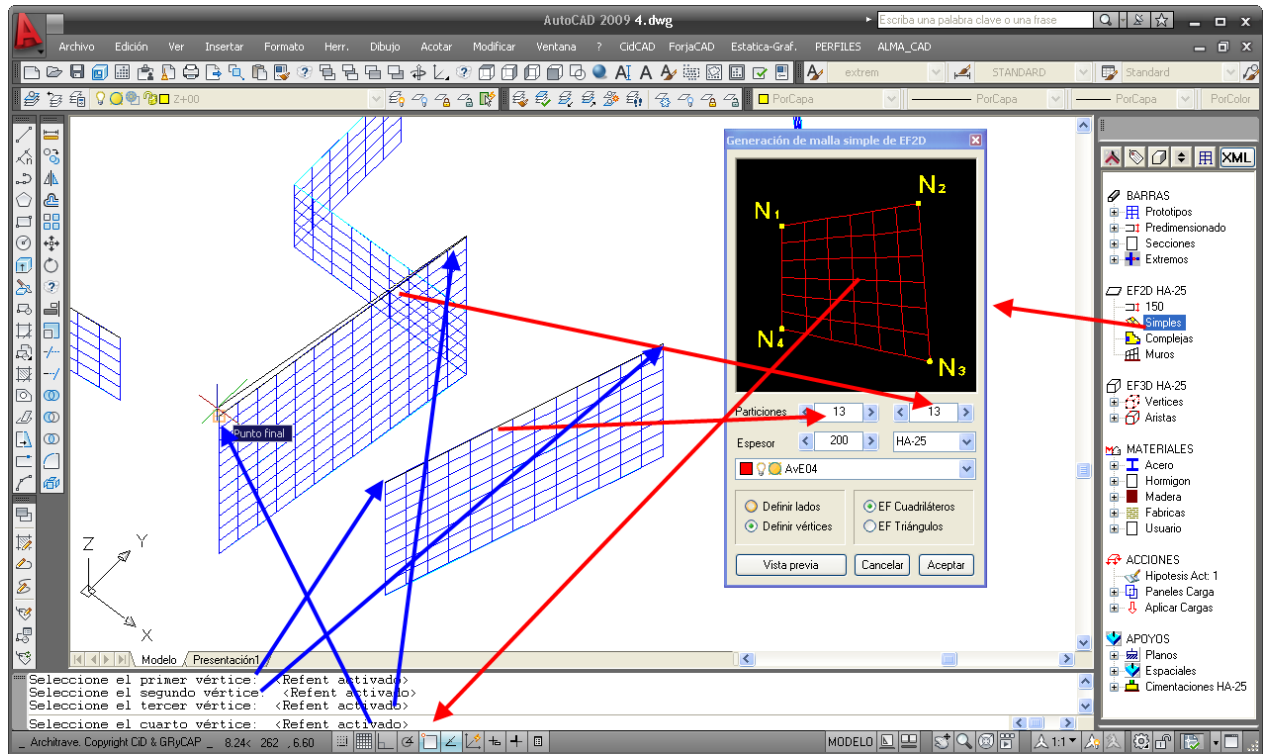 AutoCAD 2009 4.dwg
Escriba una palabra clave o una frase
Archivo Edición Ver Insertar Formato Herr. Dibujo Acotar Modificar Ventana ? CidCAD ForjaCAD Estatica-Graf. PERFILES ALMA_CAD
extrem STANDARD Standard
Z+00 PorCapa PorCapa PorCapa PorColor
Generación de malla simple de EF2D
N1
N2
N4
N3
Particiones 13 13
Espesor 200 HA-25
AvE04
Definir lados EF Cuadriláteros
Definir vértices EF Triángulos
Vista previa Cancelar Aceptar
Punto final
Z
Y
X
XML
BARRAS
Prototipos
Predimensionado
Secciones
Extremos
EF2D HA-25
150
Simples
Complejas
Muros
EF3D HA-25
Vertices
Aristas
MATERIALES
Acero
Hormigon
Madera
Fabricas
Usuario
ACCIONES
Hipotesis Act: 1
Paneles Carga
Aplicar Cargas
APOYOS
Planos
Espaciales
Cimentaciones HA-25
Modelo Presentación1
Seleccione el primer vértice: <Refent activado>
Seleccione el segundo vértice: <Refent activado>
Seleccione el tercer vértice: <Refent activado>
Seleccione el cuarto vértice: <Refent activado>
_ Architrave. Copyright CiD & GRyCAP _ 8.24< 262 , 6.60 MODELO 1:1